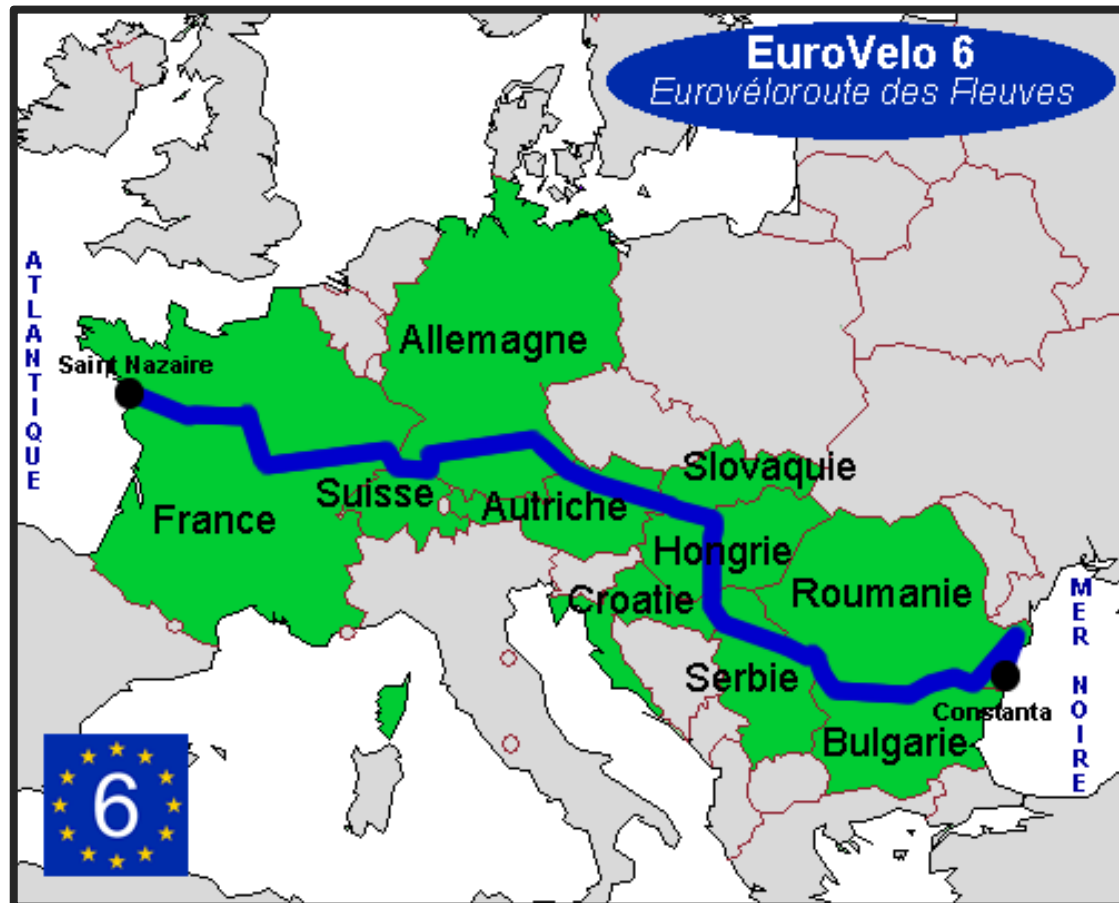 EuroVelo 6
Eurovéloroute des Fleuves
ATLANTIQUE
Allemagne
Saint Nazaire
Slovaquie
Suisse
Autriche
France
Hongrie
Croatie
Roumanie
MER NOIRE
Serbie
Constanta
Bulgarie
6